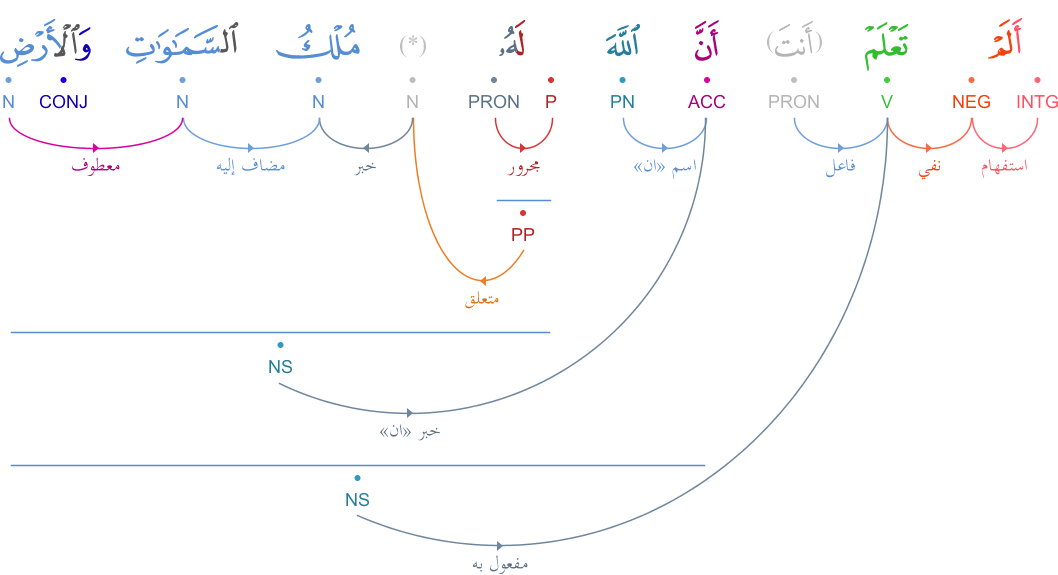 أَلَمْ تَعْلَمْ (أَنتَ) أَنَّ ٱللَّهَ لَهُۥ (*) مُلْكُ ٱلسَّمَـٰوَٰتِ وَٱلْأَرْضِ
INTG NEG V PRON ACC PN P PRON N N N CONJ N
استفهام نفي فاعل اسم «ان» مجرور خبر مضاف إليه معطوف
PP
متعلق
NS
خبر «ان»
NS
مفعول به